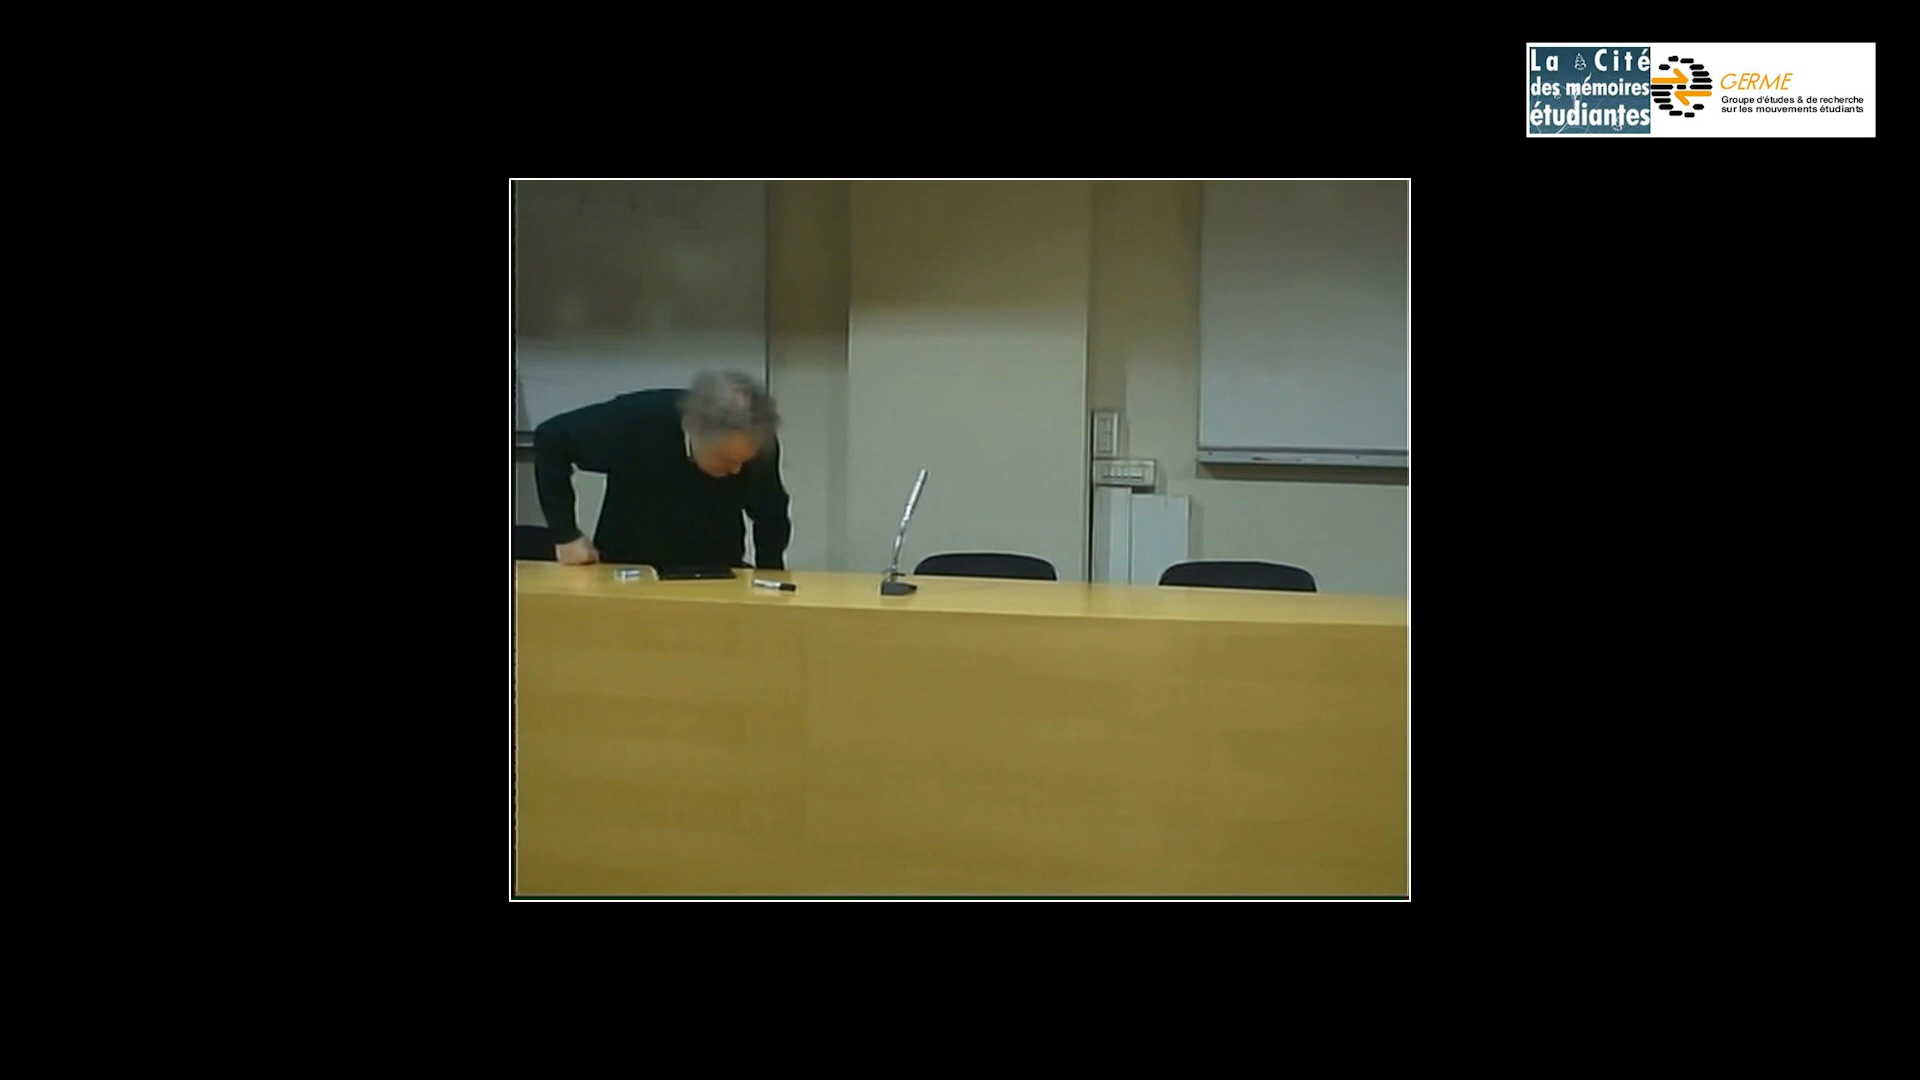 La Cité
des mémoires
étudiantes
GERME
Groupe d'études & de recherche
sur les mouvements étudiants